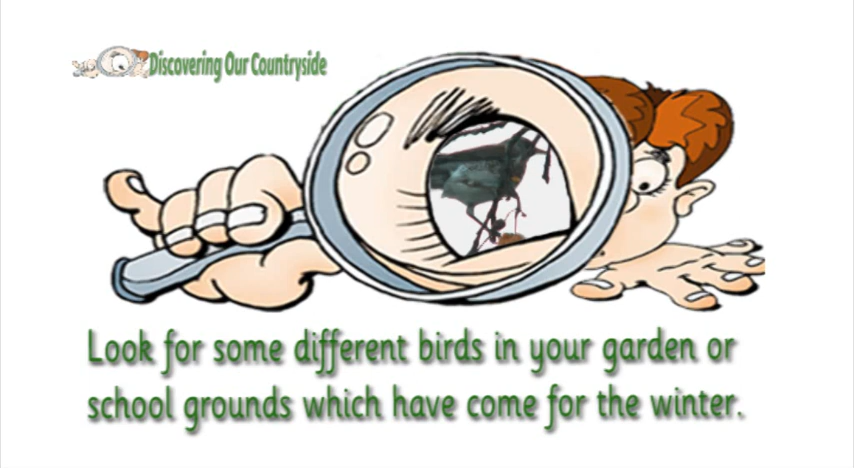 Discovering Our Countryside
Look for some different birds in your garden or
school grounds which have come for the winter.